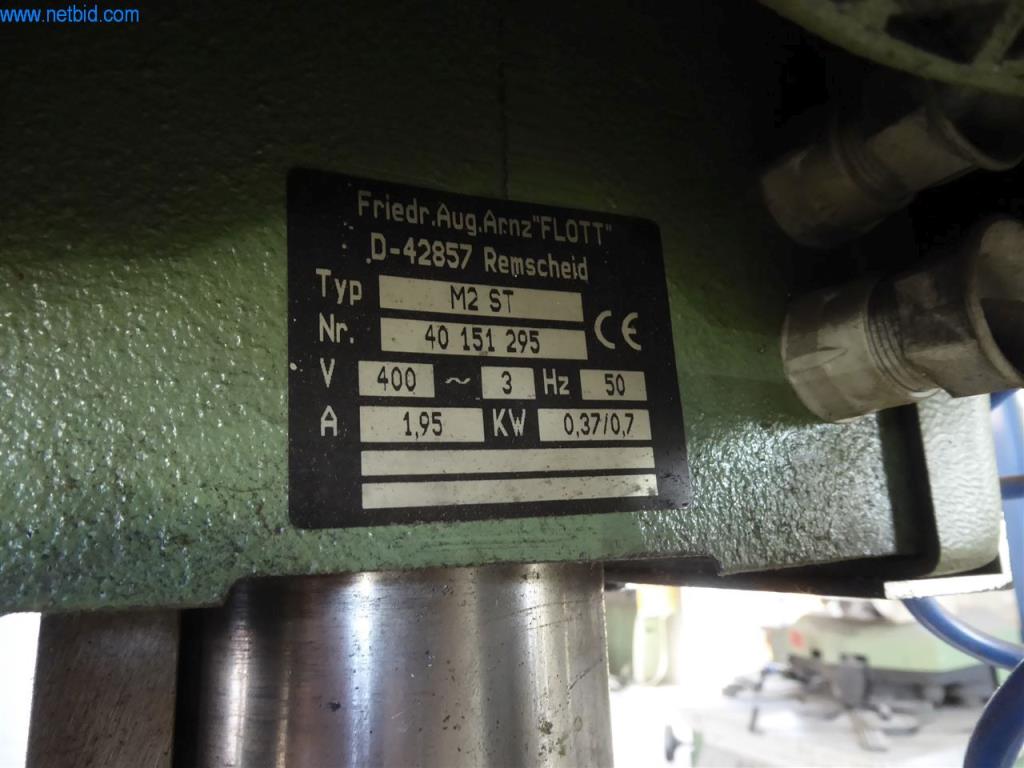 www.netbid.com
Friedr.Aug.Arnz"FLOTT"
D-42857 Remscheid
Typ M2 ST
Nr. 40 151 295 CE
V 400 ~ 3 Hz 50
A 1,95 KW 0,37/0,7